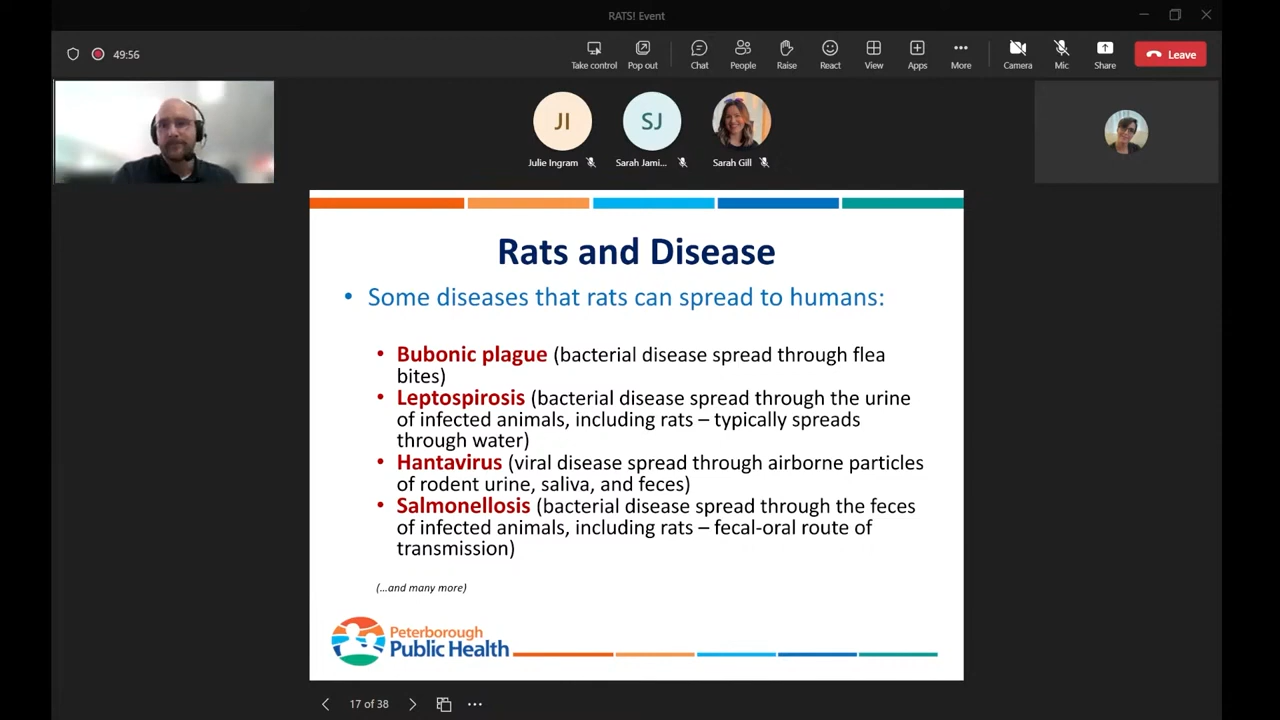 RATS! Event
49:56
Take control
Pop out
Chat
People
Raise
React
View
Apps
More
Camera
Mic
Share
Leave
JI
SJ
Julie Ingram
Sarah Jami...
Sarah Gill
Rats and Disease
• Some diseases that rats can spread to humans:
• Bubonic plague (bacterial disease spread through flea
bites)
• Leptospirosis (bacterial disease spread through the urine
of infected animals, including rats – typically spreads
through water)
• Hantavirus (viral disease spread through airborne particles
of rodent urine, saliva, and feces)
• Salmonellosis (bacterial disease spread through the feces
of infected animals, including rats – fecal-oral route of
transmission)
(...and many more)
Peterborough
Public Health
17 of 38